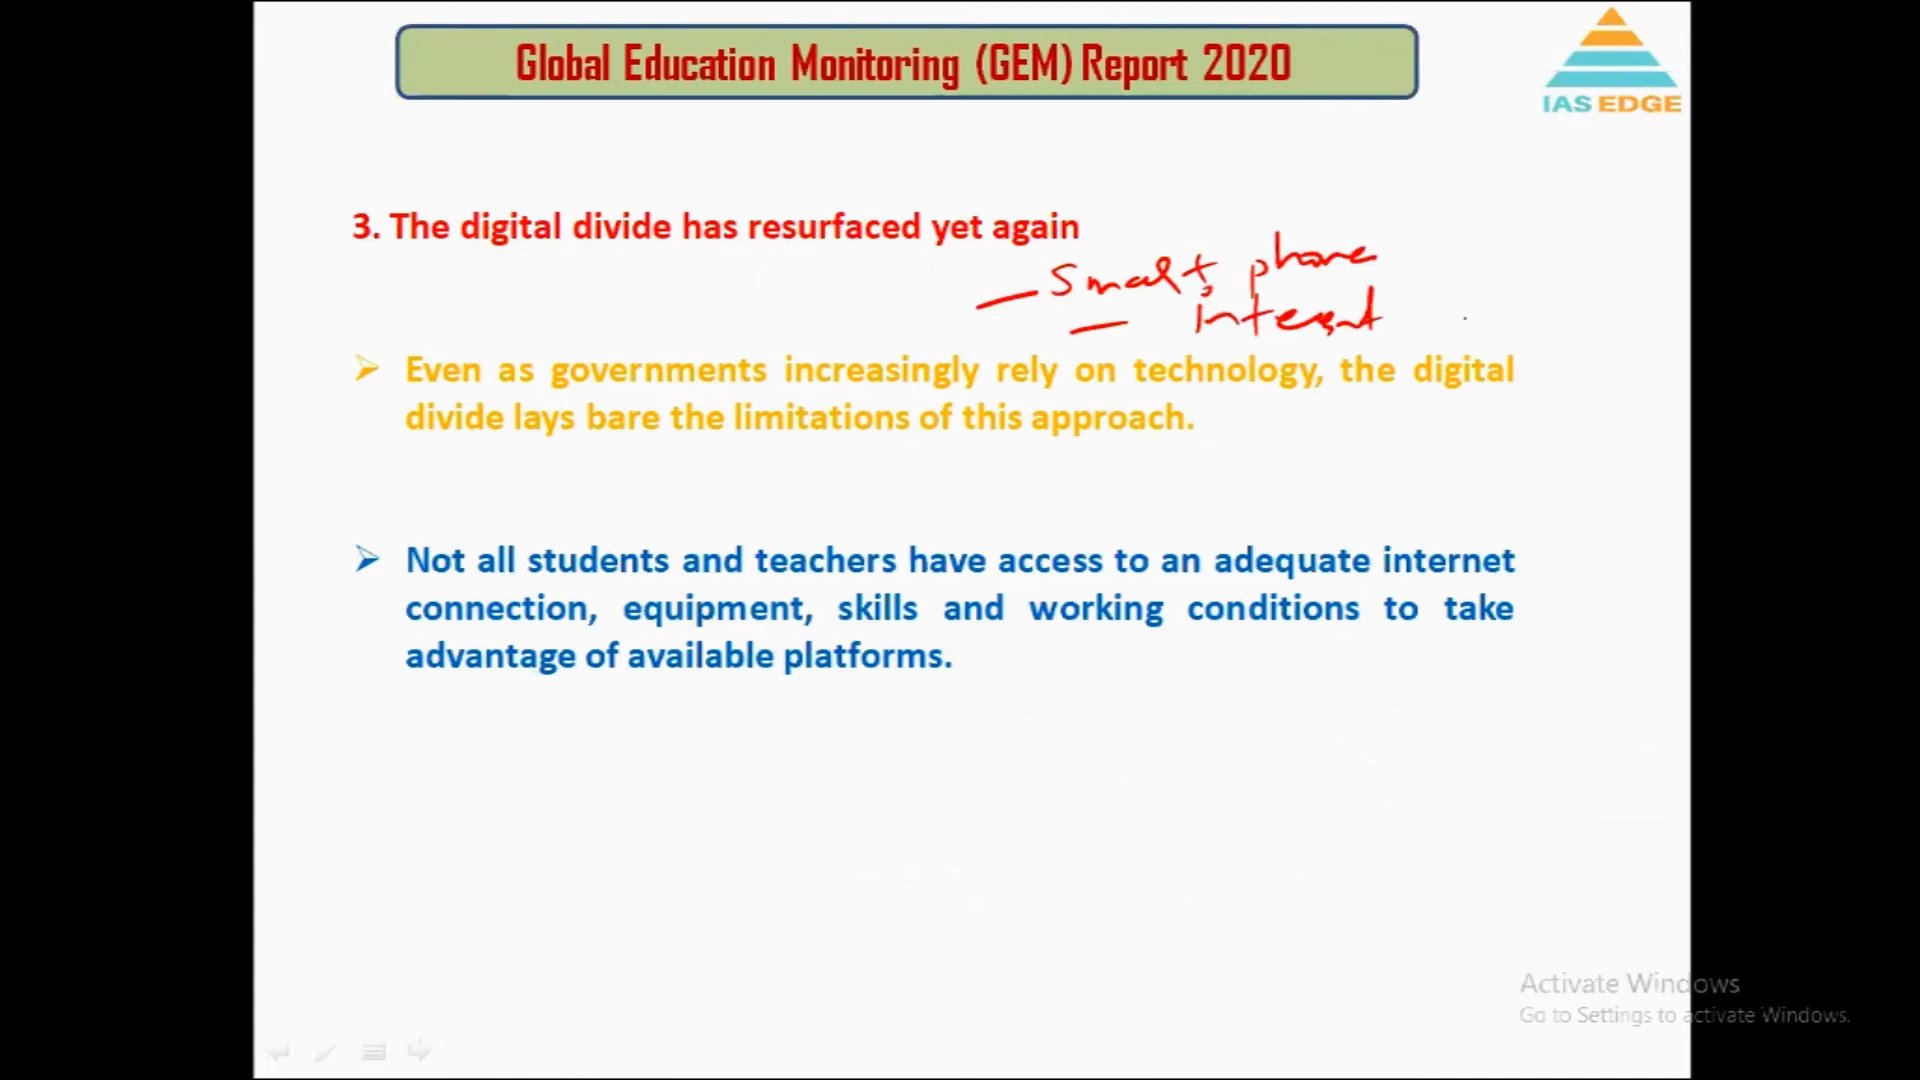 Global Education Monitoring (GEM) Report 2020
IAS EDGE
3. The digital divide has resurfaced yet again
Smart phone
internet
Even as governments increasingly rely on technology, the digital
divide lays bare the limitations of this approach.
Not all students and teachers have access to an adequate internet
connection, equipment, skills and working conditions to take
advantage of available platforms.
Activate Windows
Go to Settings to activate Windows.